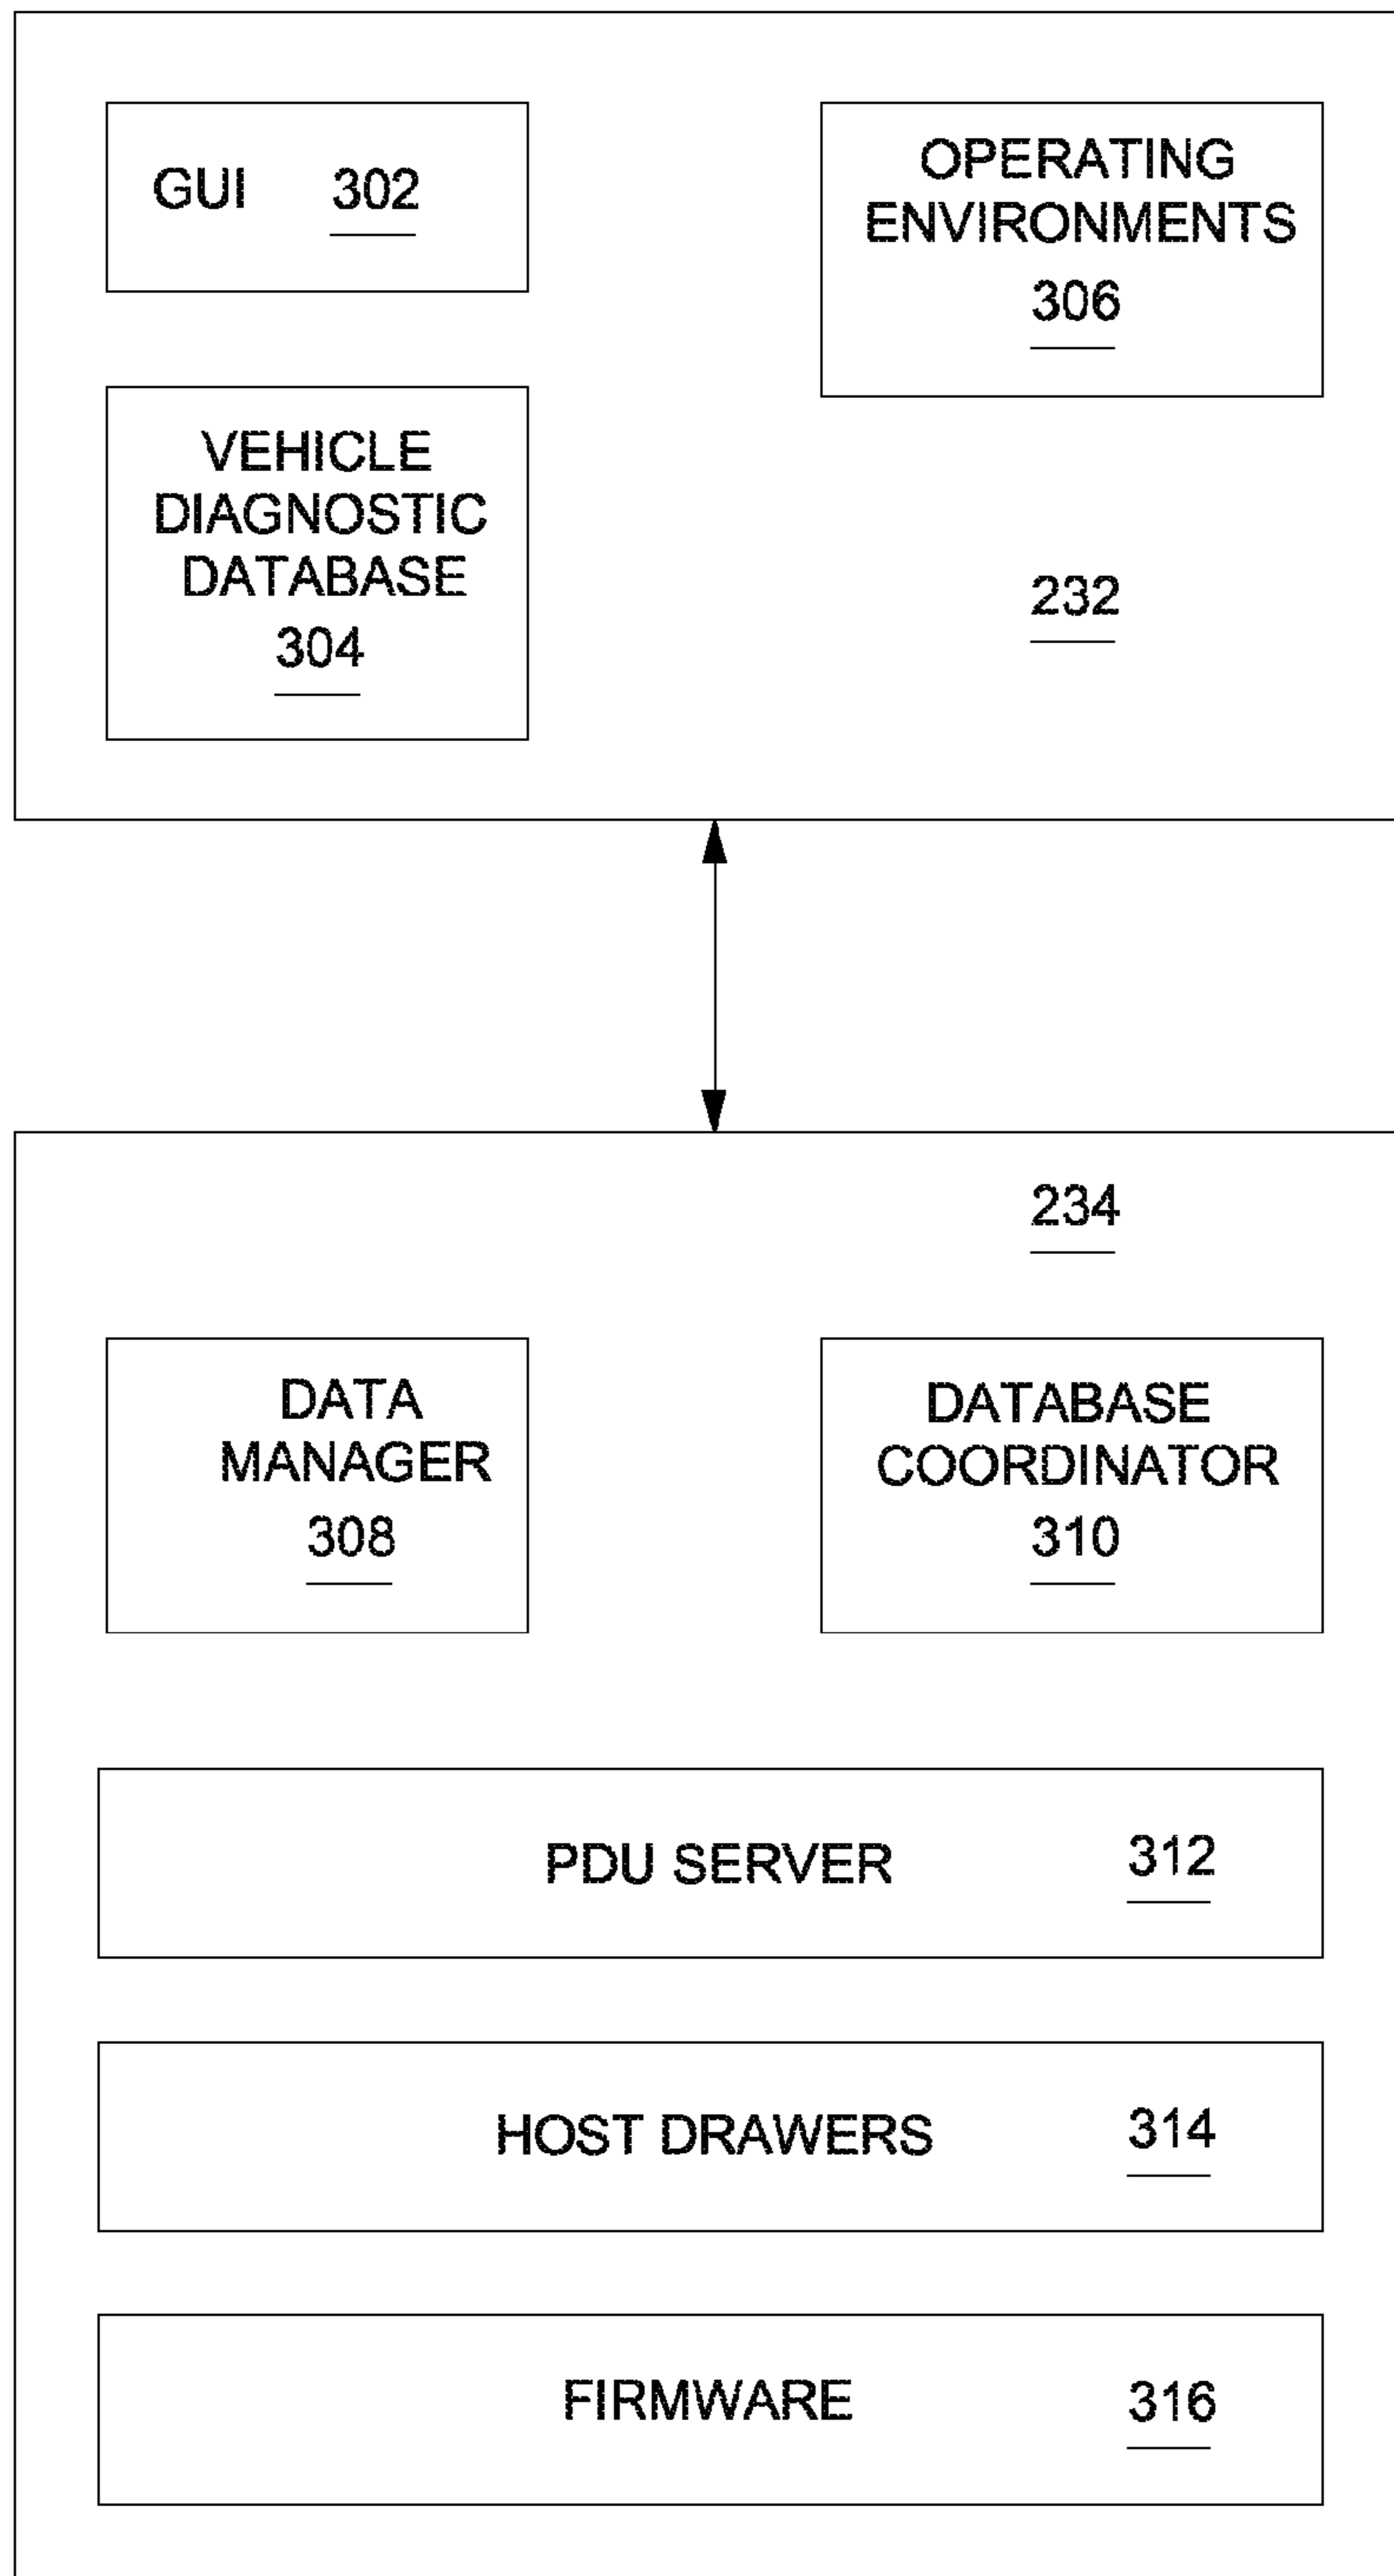 GUI 302
OPERATING
ENVIRONMENTS
306
VEHICLE
DIAGNOSTIC
DATABASE
304
232
234
DATA
MANAGER
308
DATABASE
COORDINATOR
310
PDU SERVER 312
HOST DRAWERS 314
FIRMWARE 316